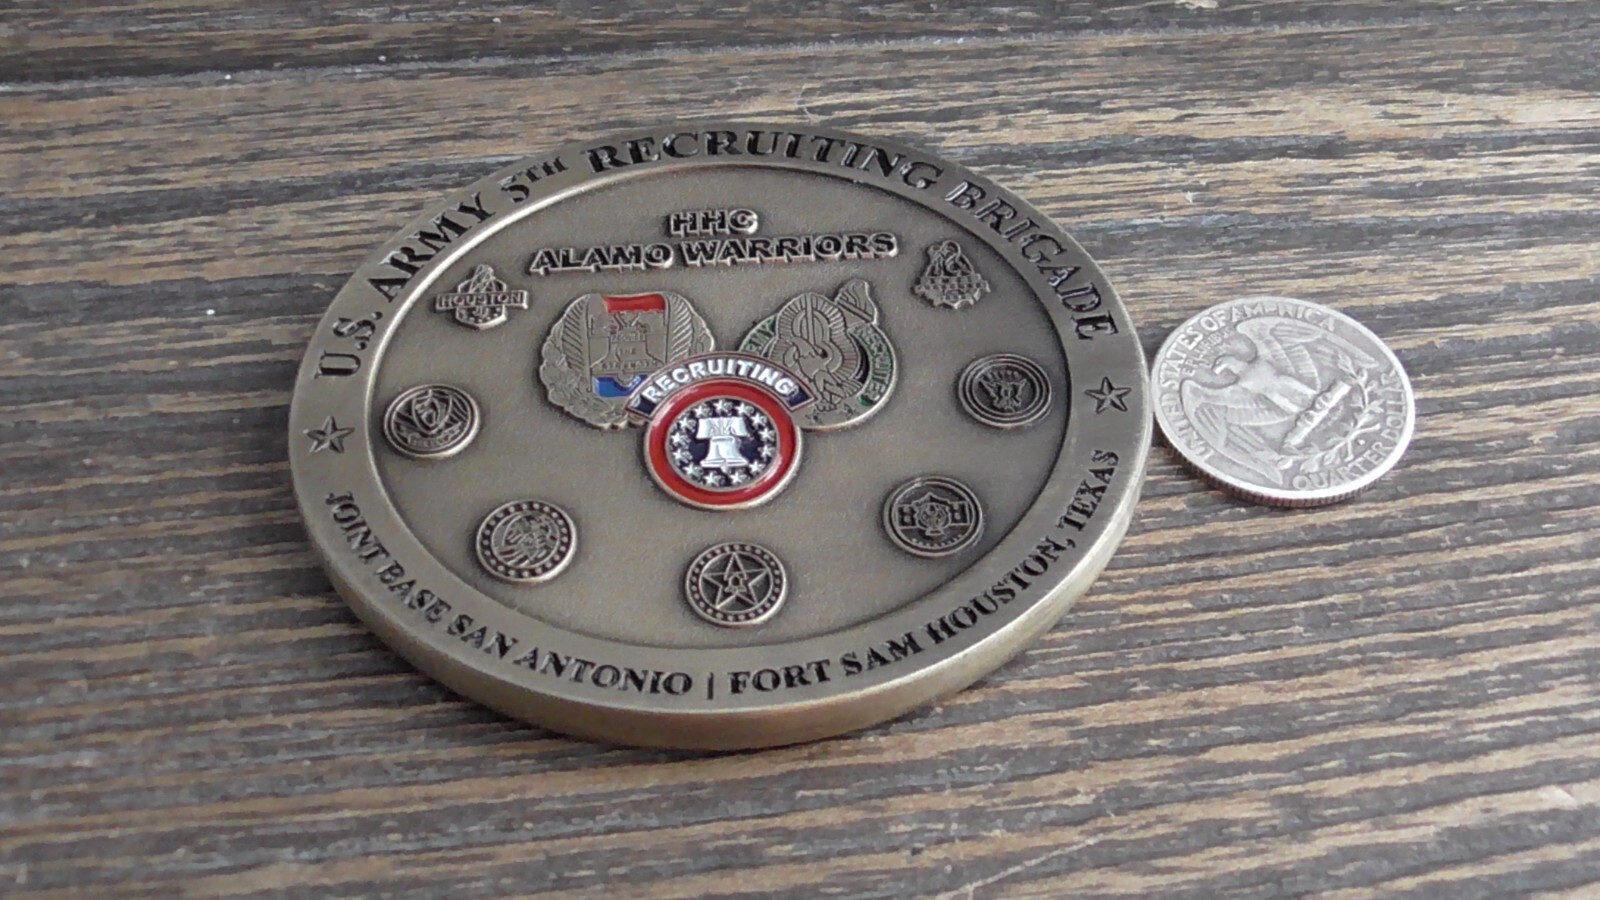 U.S. ARMY 5TH RECRUITING BRIGADE
HHC
ALAMO WARRIORS
HOUSTON
RECRUITING
JOINT BASE SAN ANTONIO | FORT SAM HOUSTON, TEXAS
UNITED STATES OF AMERICA
QUARTER DOLLAR